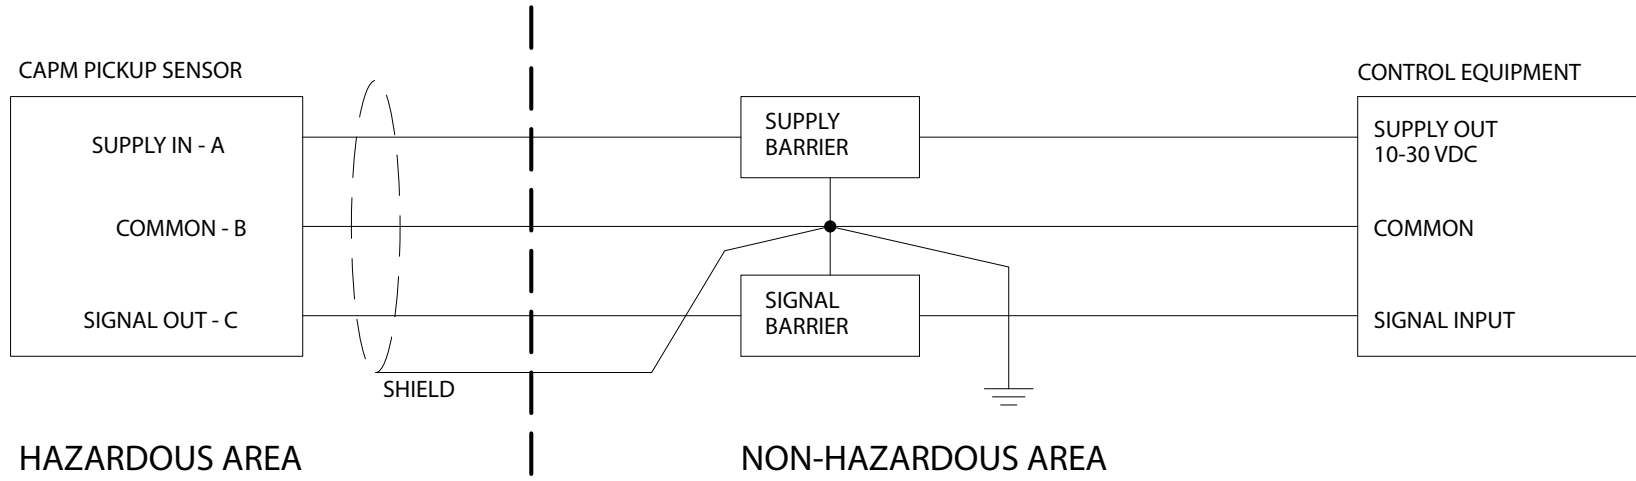 CAPM PICKUP SENSOR
CONTROL EQUIPMENT
SUPPLY IN - A
SUPPLY
BARRIER
SUPPLY OUT
10-30 VDC
COMMON - B
COMMON
SIGNAL OUT - C
SIGNAL
BARRIER
SIGNAL INPUT
SHIELD
HAZARDOUS AREA
NON-HAZARDOUS AREA